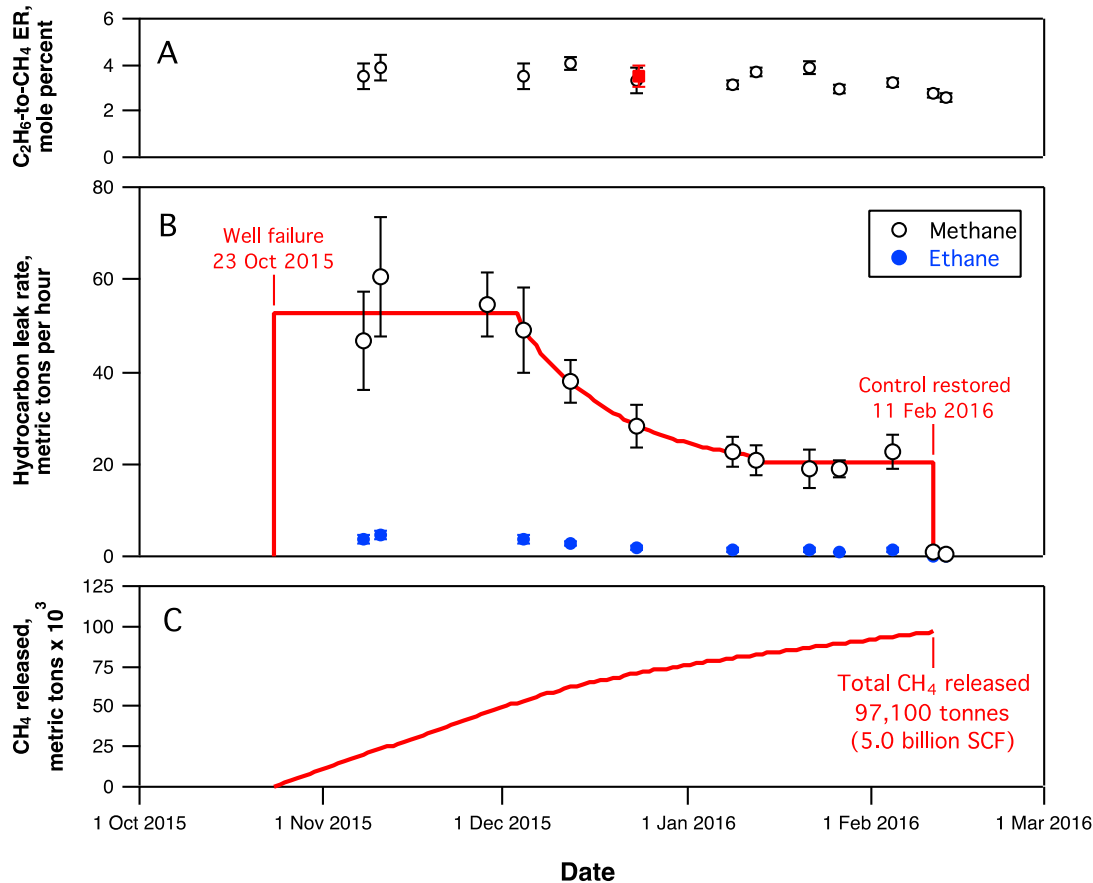 C₂H₆-to-CH₄ ER,
mole percent
6
4
2
0
A
Hydrocarbon leak rate,
metric tons per hour
80
60
40
20
0
B
Well failure
23 Oct 2015
Methane
Ethane
Control restored
11 Feb 2016
CH₄ released,
metric tons x 10³
125
100
75
50
25
0
C
Total CH₄ released
97,100 tonnes
(5.0 billion SCF)
1 Oct 2015
1 Nov 2015
1 Dec 2015
1 Jan 2016
1 Feb 2016
1 Mar 2016
Date